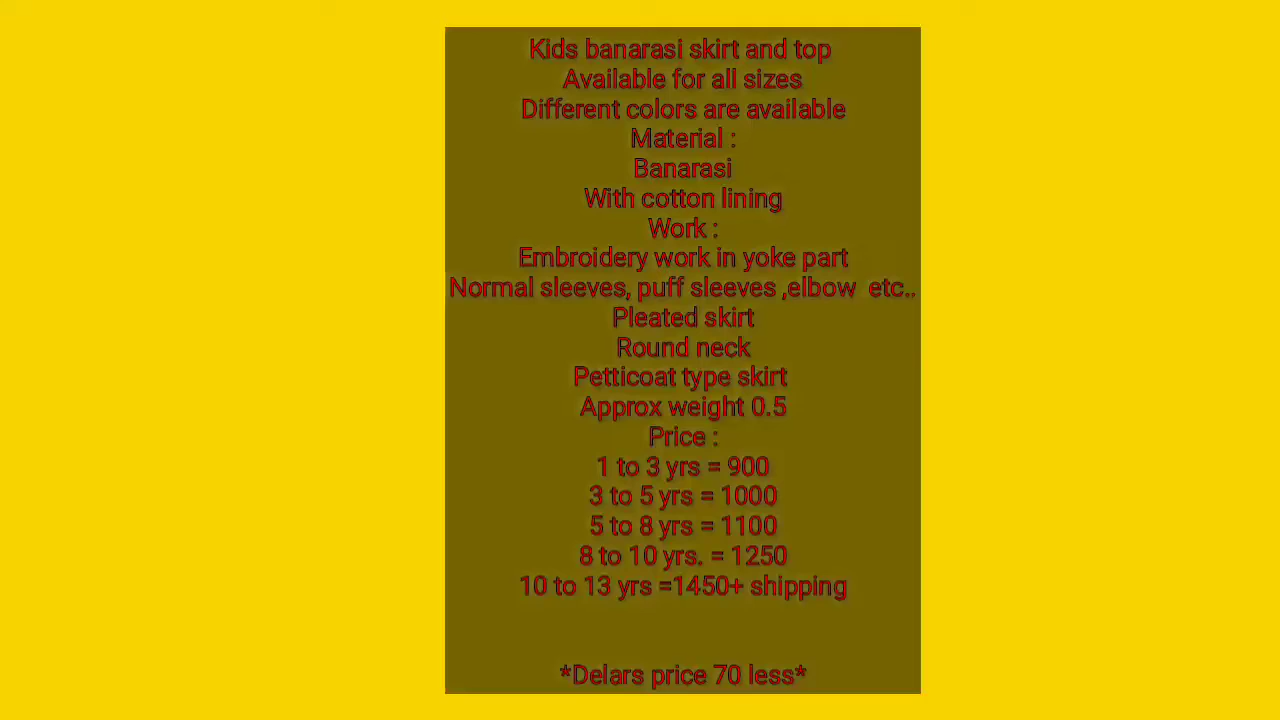 Kids banarasi skirt and top
Available for all sizes
Different colors are available
Material :
Banarasi
With cotton lining
Work :
Embroidery work in yoke part
Normal sleeves, puff sleeves ,elbow  etc..
Pleated skirt
Round neck
Petticoat type skirt
Approx weight 0.5
Price :
1 to 3 yrs = 900
3 to 5 yrs = 1000
5 to 8 yrs = 1100
8 to 10 yrs. = 1250
10 to 13 yrs =1450+ shipping
*Delars price 70 less*